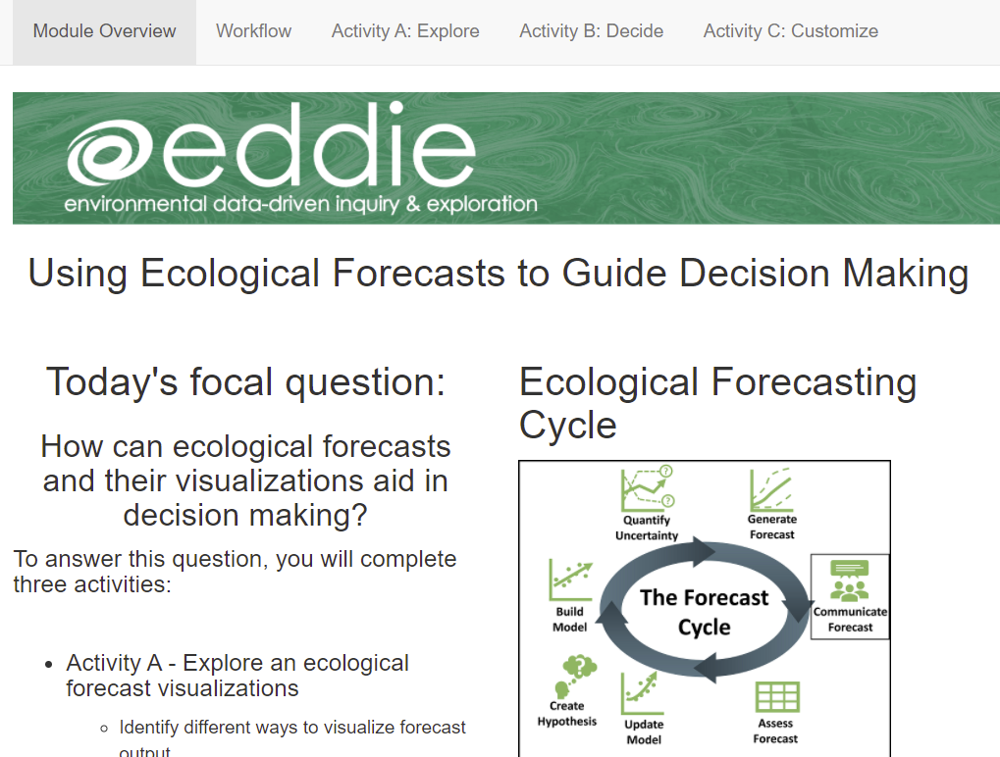 Module Overview Workflow Activity A: Explore Activity B: Decide Activity C: Customize
eddie
environmental data-driven inquiry & exploration
Using Ecological Forecasts to Guide Decision Making
Today's focal question:
How can ecological forecasts
and their visualizations aid in
decision making?
To answer this question, you will complete
three activities:
Activity A - Explore an ecological
forecast visualizations
Identify different ways to visualize forecast
output
Ecological Forecasting
Cycle
?
?
Quantify
Uncertainty
Generate
Forecast
Build
Model
The Forecast
Cycle
Communicate
Forecast
?
Create
Hypothesis
Update
Model
Assess
Forecast